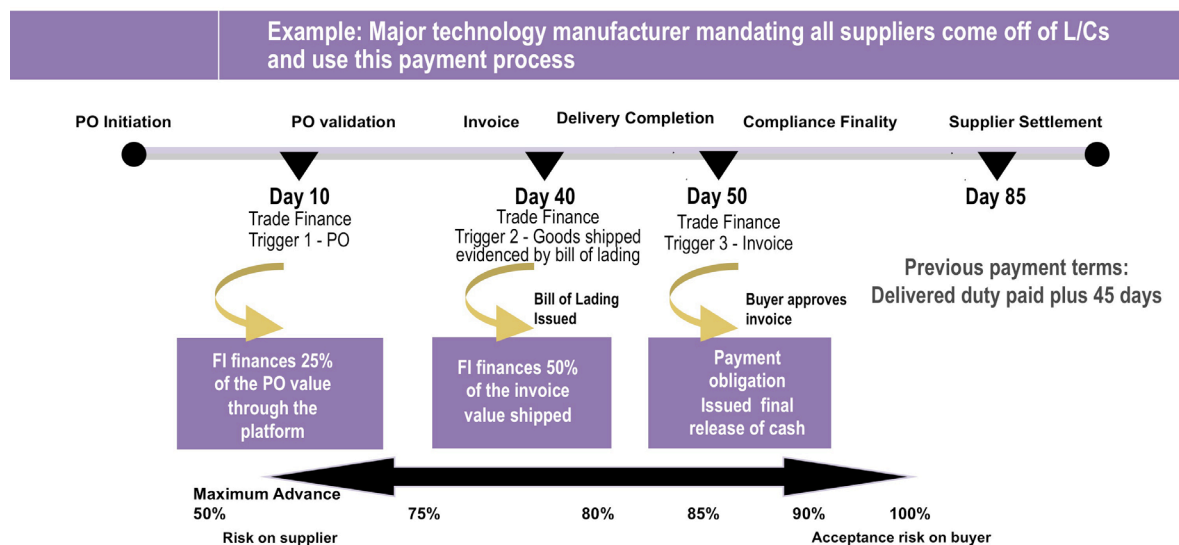 Example: Major technology manufacturer mandating all suppliers come off of L/Cs
and use this payment process
PO Initiation
PO validation
Invoice
Delivery Completion
Compliance Finality
Supplier Settlement
Day 10
Trade Finance
Trigger 1 - PO
Day 40
Trade Finance
Trigger 2 - Goods shipped
evidenced by bill of lading
Day 50
Trade Finance
Trigger 3 - Invoice
Day 85
Previous payment terms:
Delivered duty paid plus 45 days
Bill of Lading
Issued
Buyer approves
invoice
FI finances 25%
of the PO value
through the
platform
FI finances 50%
of the invoice
value shipped
Payment
obligation
Issued final
release of cash
Maximum Advance
50%
75%
80%
85%
90%
100%
Risk on supplier
Acceptance risk on buyer